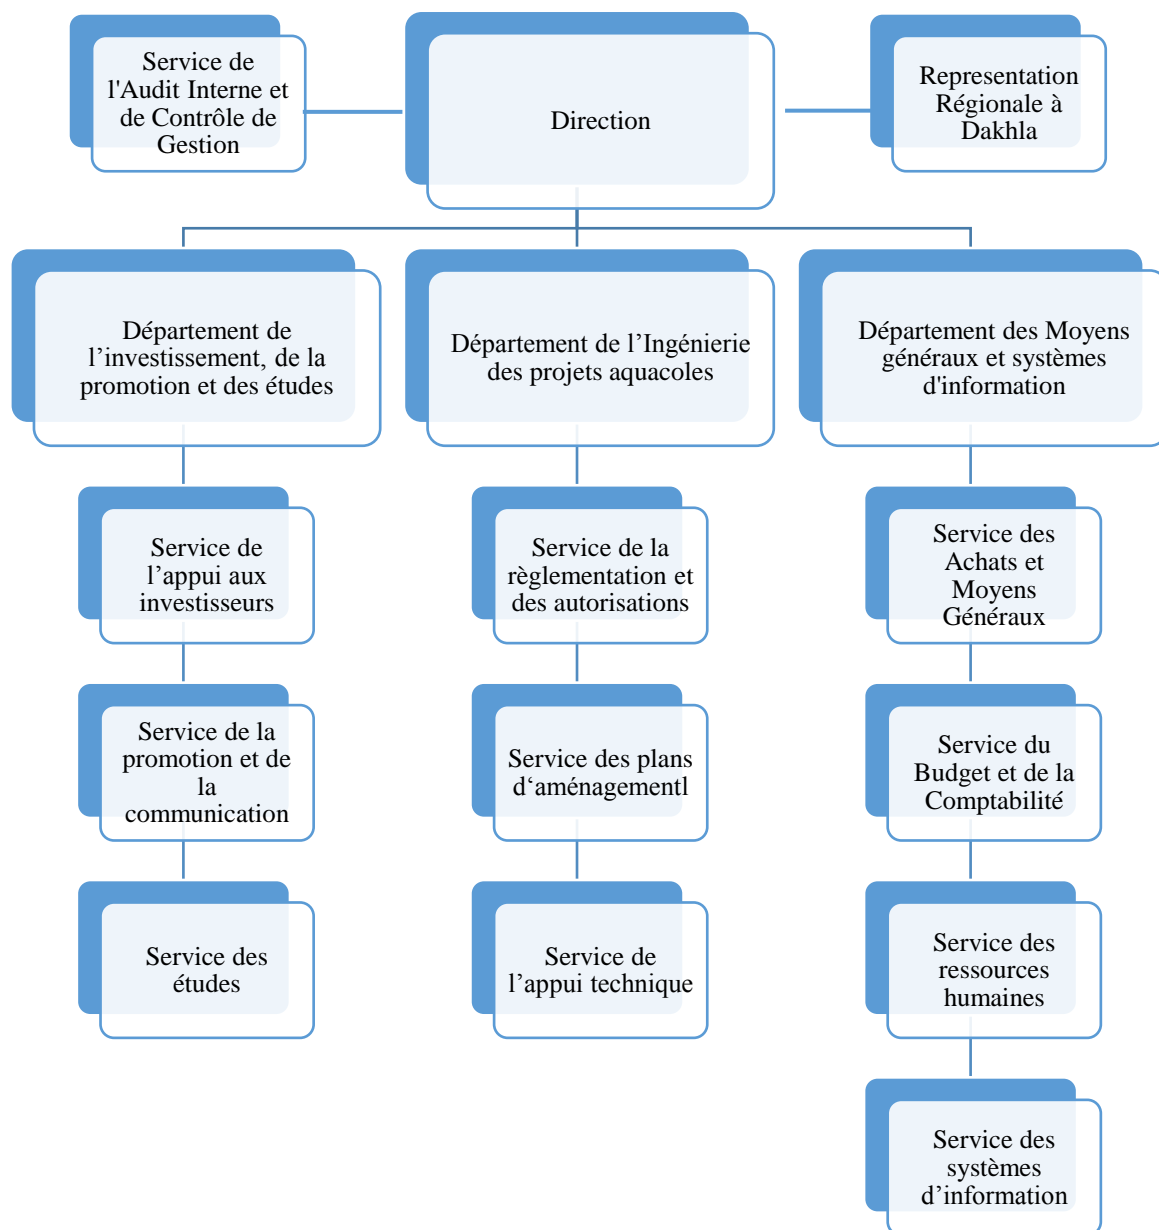 Service de
l'Audit Interne et
de Contrôle de
Gestion
Direction
Representation
Régionale à
Dakhla
Département de
l’investissement, de la
promotion et des études
Département de l’Ingénierie
des projets aquacoles
Département des Moyens
généraux et systèmes
d'information
Service de
l’appui aux
investisseurs
Service de la
règlementation et
des autorisations
Service des
Achats et
Moyens
Généraux
Service de la
promotion et de
la
communication
Service des plans
d‘aménagementl
Service du
Budget et de la
Comptabilité
Service des
études
Service de
l’appui technique
Service des
ressources
humaines
Service des
systèmes
d’information